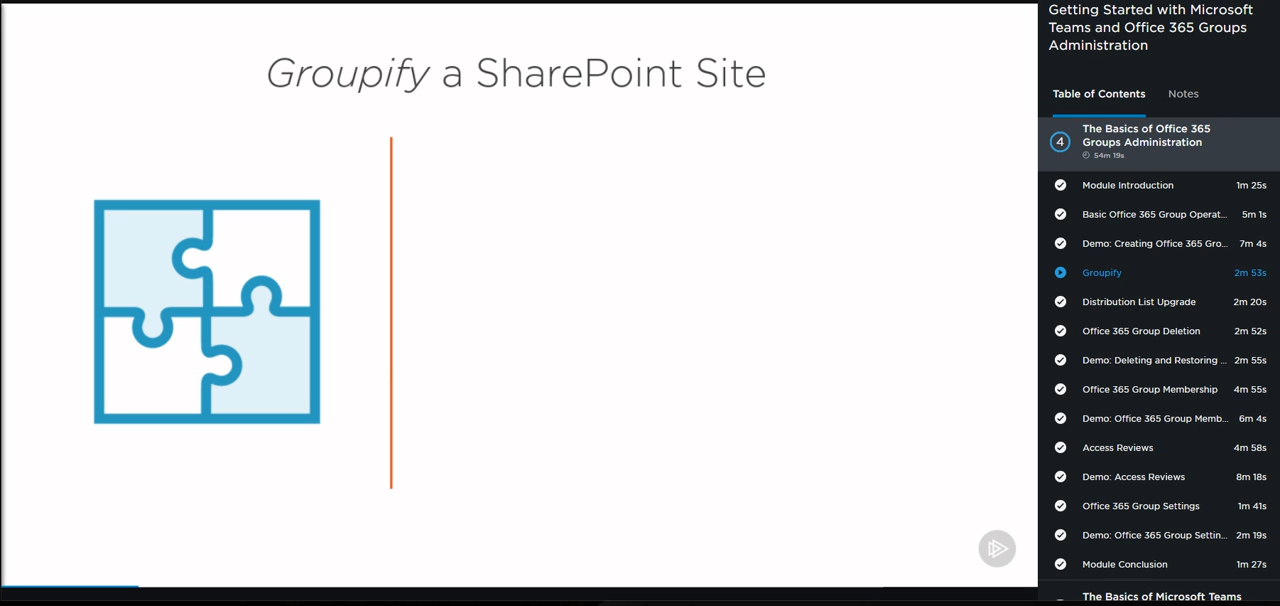 Groupify a SharePoint Site
Getting Started with Microsoft
Teams and Office 365 Groups
Administration
Table of Contents Notes
4
The Basics of Office 365
Groups Administration
54m 19s
Module Introduction 1m 25s
Basic Office 365 Group Operat... 5m 1s
Demo: Creating Office 365 Gro... 7m 4s
Groupify 2m 53s
Distribution List Upgrade 2m 20s
Office 365 Group Deletion 2m 52s
Demo: Deleting and Restoring ... 2m 55s
Office 365 Group Membership 4m 55s
Demo: Office 365 Group Memb... 6m 4s
Access Reviews 4m 58s
Demo: Access Reviews 8m 18s
Office 365 Group Settings 1m 41s
Demo: Office 365 Group Settin... 2m 19s
Module Conclusion 1m 27s
The Basics of Microsoft Teams